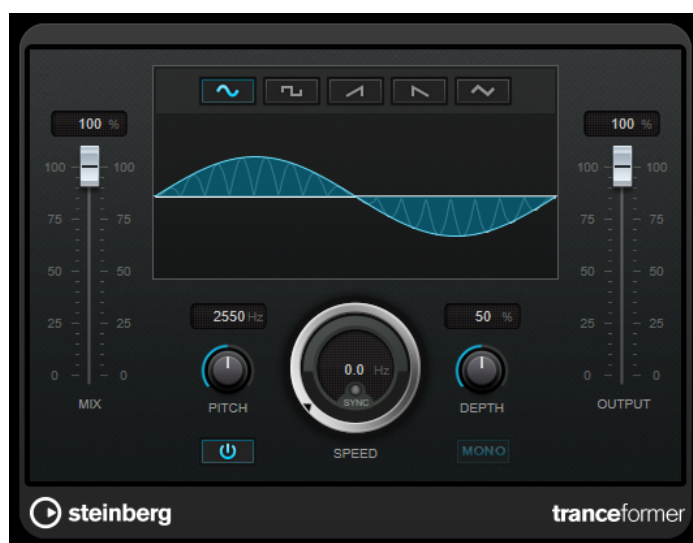 100 %
100 %
100 100
75 75
50 50
25 25
0 0
MIX
2550 Hz
PITCH
0.0 Hz
SYNC
SPEED
50 %
DEPTH
MONO
100 100
75 75
50 50
25 25
0 0
OUTPUT
steinberg
tranceformer